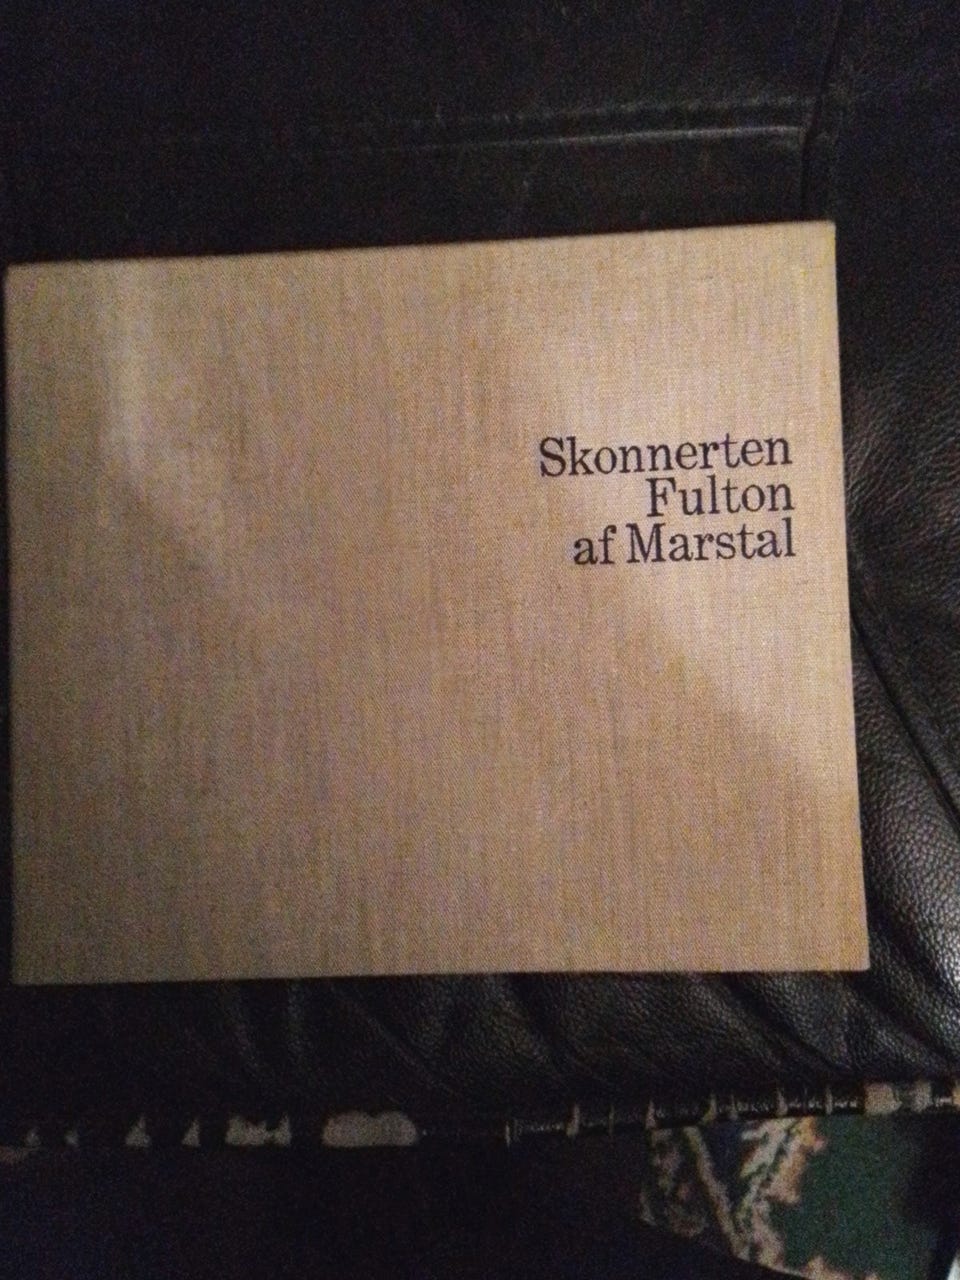 Skonnerten
Fulton
af Marstal